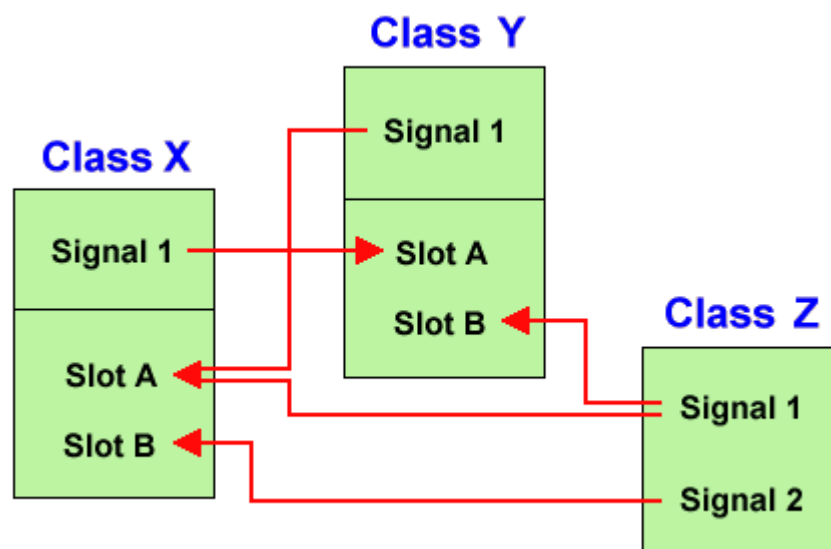 Class Y
Signal 1
Slot A
Slot B
Class X
Signal 1
Slot A
Slot B
Class Z
Signal 1
Signal 2